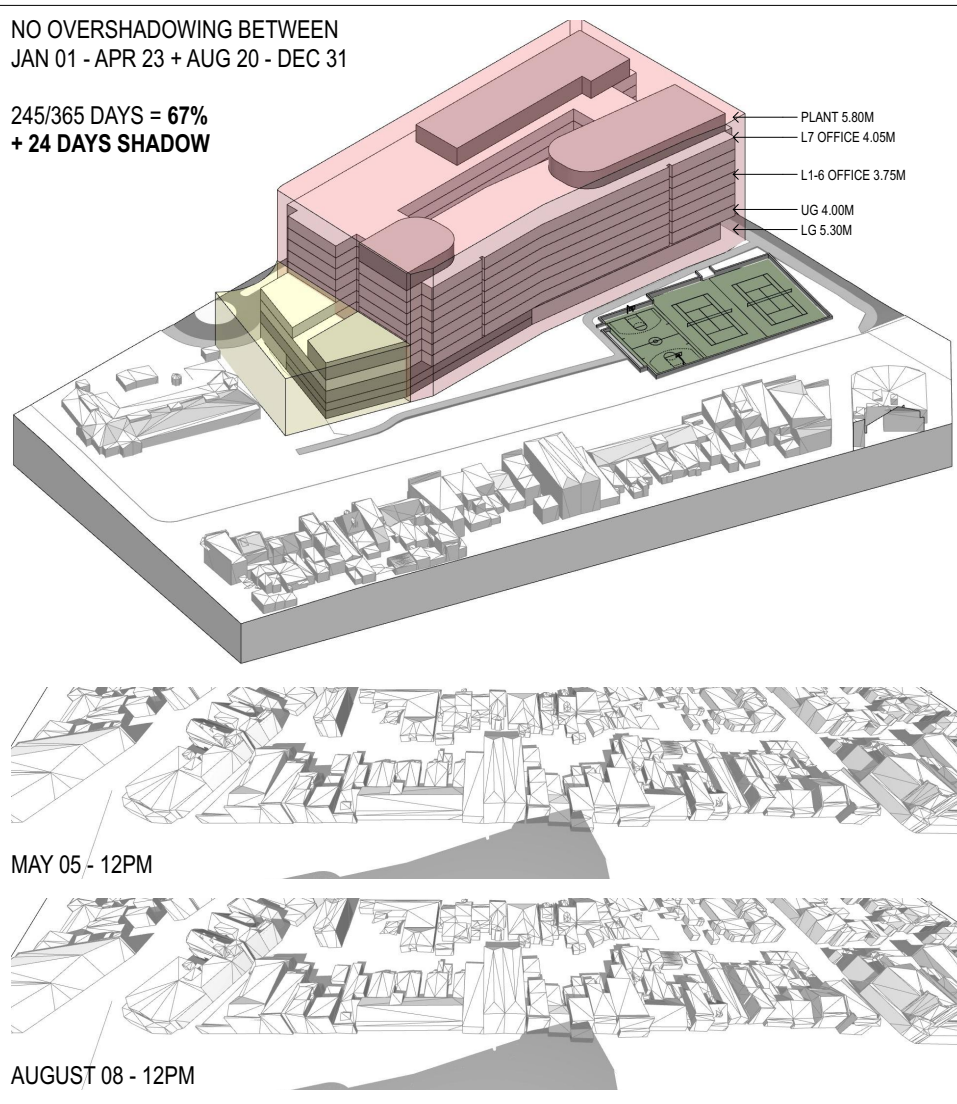 NO OVERSHADOWING BETWEEN
JAN 01 - APR 23 + AUG 20 - DEC 31
245/365 DAYS = 67%
+ 24 DAYS SHADOW
PLANT 5.80M
L7 OFFICE 4.05M
L1-6 OFFICE 3.75M
UG 4.00M
LG 5.30M
MAY 05 - 12PM
AUGUST 08 - 12PM